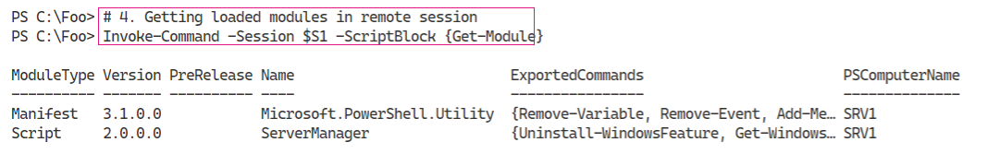 PS C:\Foo> # 4. Getting loaded modules in remote session
PS C:\Foo> Invoke-Command -Session $S1 -ScriptBlock {Get-Module}
ModuleType Version PreRelease Name ExportedCommands PSComputerName
---------- ------- ---------- ---- ---------------- --------------
Manifest 3.1.0.0 Microsoft.PowerShell.Utility {Remove-Variable, Remove-Event, Add-Me… SRV1
Script 2.0.0.0 ServerManager {Uninstall-WindowsFeature, Get-Windows… SRV1